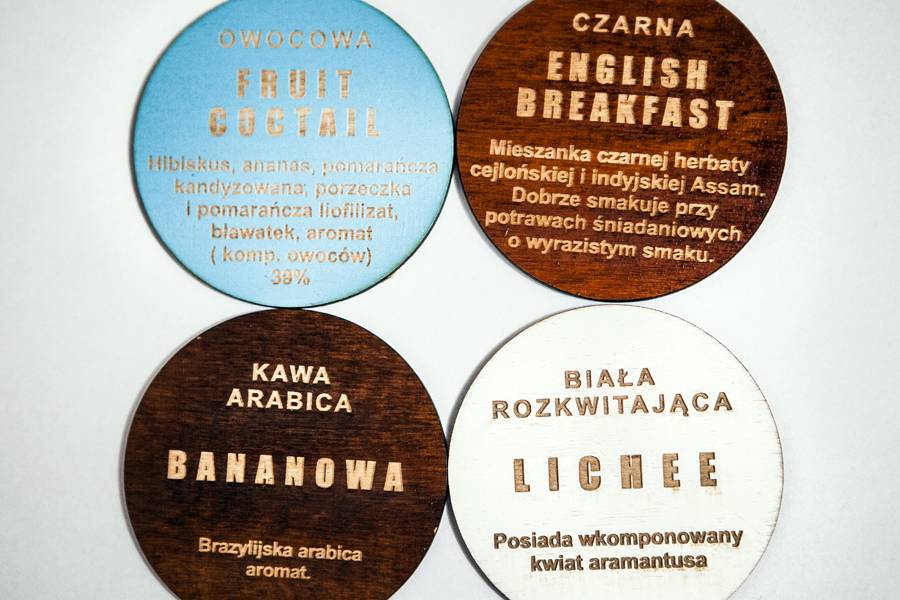 OWOCOWA
FRUIT
COCTAIL
Hibiskus, ananas, pomarańcza
kandyzowana, porzeczka
i pomarańcza liofilizat,
bławatek, aromat
( komp. owoców)
39%
CZARNA
ENGLISH
BREAKFAST
Mieszanka czarnej herbaty
cejlońskiej i indyjskiej Assam.
Dobrze smakuje przy
potrawach śniadaniowych
o wyrazistym smaku.
KAWA
ARABICA
BANANOWA
Brazylijska arabica
aromat.
BIAŁA
ROZKWITAJĄCA
LICHEE
Posiada wkomponowany
kwiat aramantusa